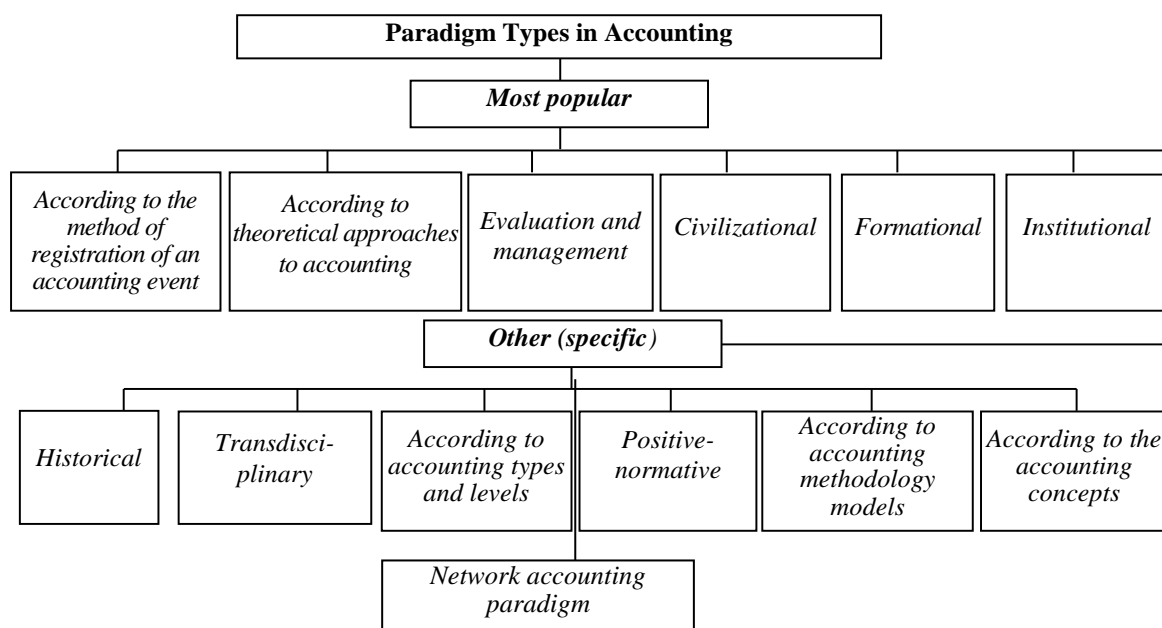 Paradigm Types in Accounting
Most popular
According to the
method of
registration of an
accounting event
According to
theoretical approaches
to accounting
Evaluation and
management
Civilizational
Formational
Institutional
Other (specific)
Historical
Transdisci-
plinary
According to
accounting types
and levels
Positive-
normative
According to
accounting
methodology
models
According to the
accounting
concepts
Network accounting
paradigm